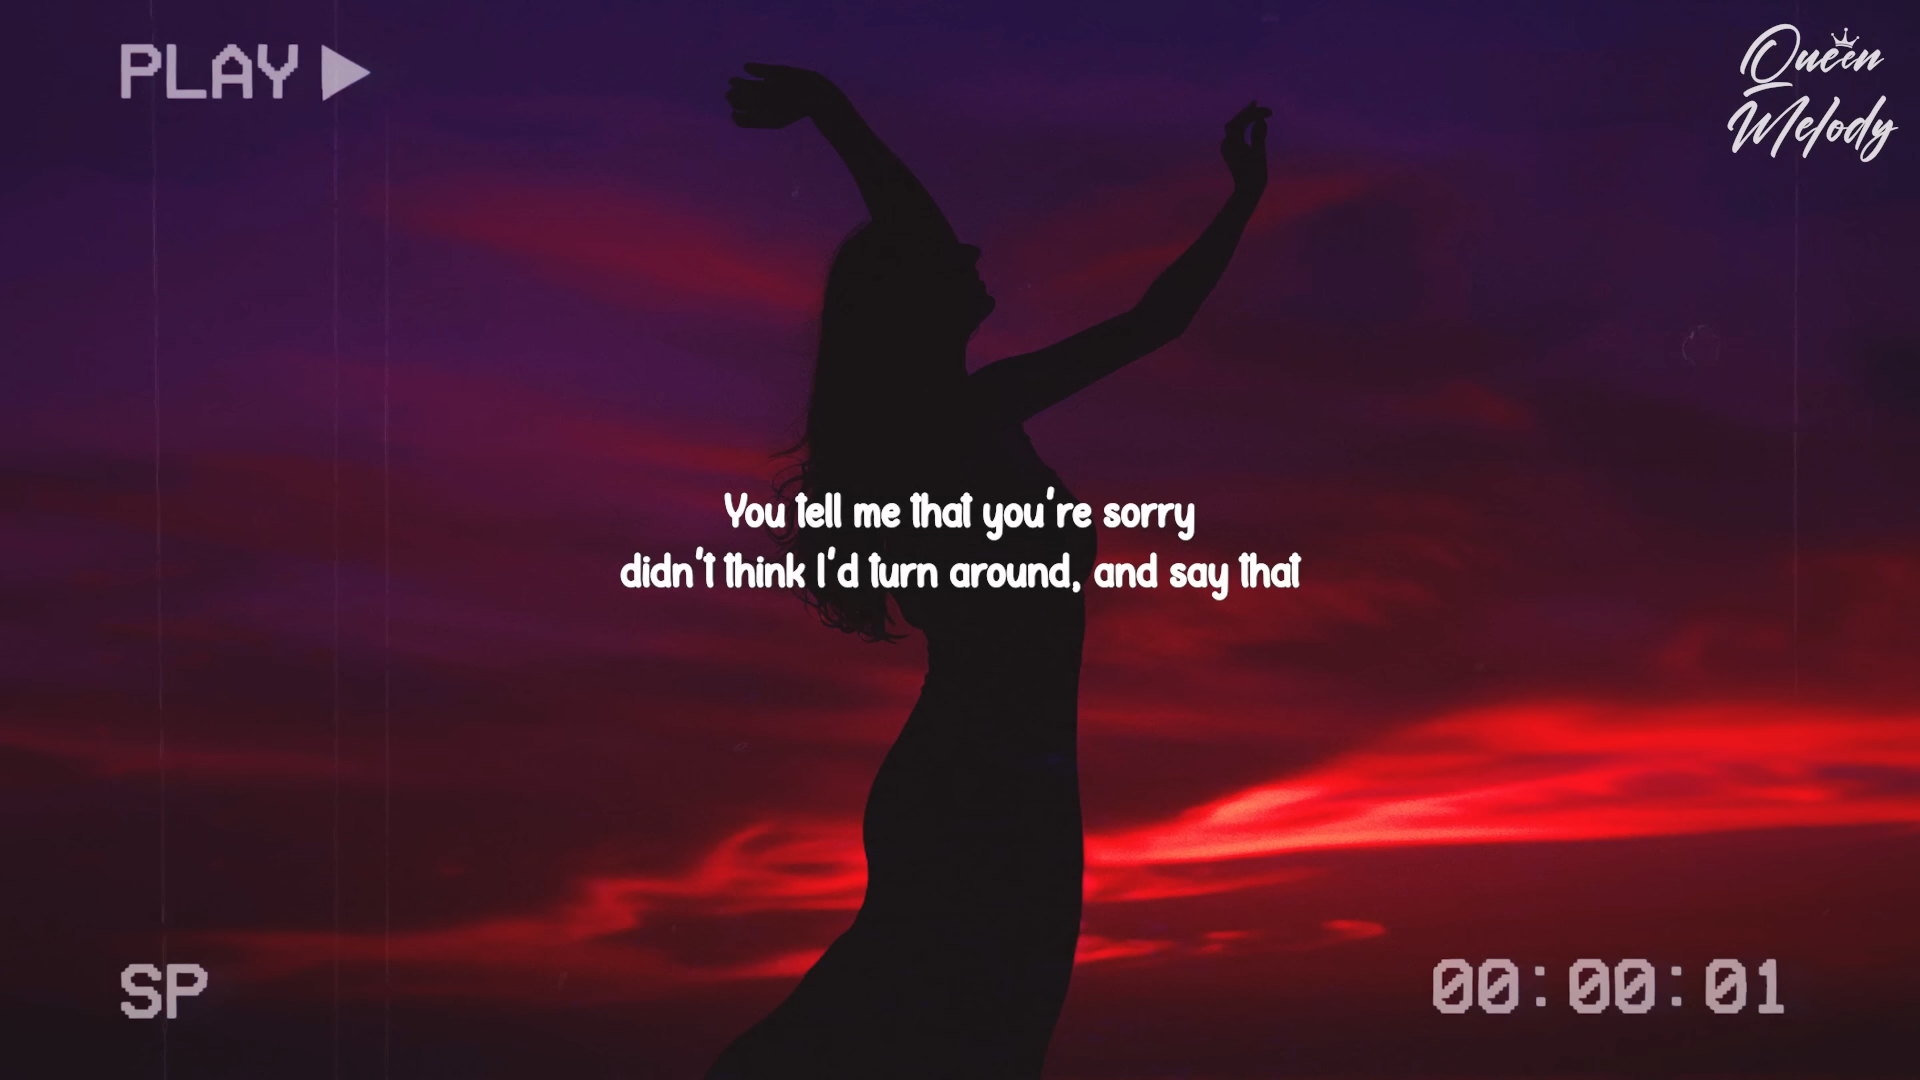 PLAY
Queen
Melody
You tell me that you're sorry
didn't think I'd turn around, and say that
SP
00:00:01